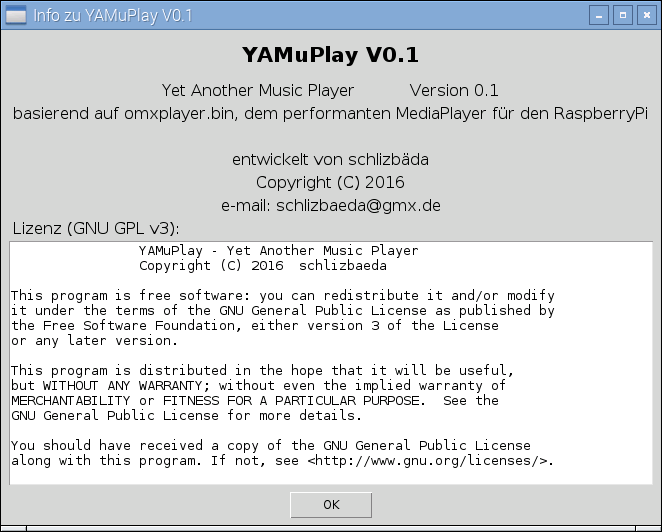 Info zu YAMuPlay V0.1
YAMuPlay V0.1
Yet Another Music Player Version 0.1
basierend auf omxplayer.bin, dem performanten MediaPlayer für den RaspberryPi
entwickelt von schlizbäda
Copyright (C) 2016
e-mail: schlizbaeda@gmx.de
Lizenz (GNU GPL v3):
YAMuPlay - Yet Another Music Player
Copyright (C) 2016 schlizbaeda
This program is free software: you can redistribute it and/or modify
it under the terms of the GNU General Public License as published by
the Free Software Foundation, either version 3 of the License
or any later version.
This program is distributed in the hope that it will be useful,
but WITHOUT ANY WARRANTY; without even the implied warranty of
MERCHANTABILITY or FITNESS FOR A PARTICULAR PURPOSE. See the
GNU General Public License for more details.
You should have received a copy of the GNU General Public License
along with this program. If not, see <http://www.gnu.org/licenses/>.
OK